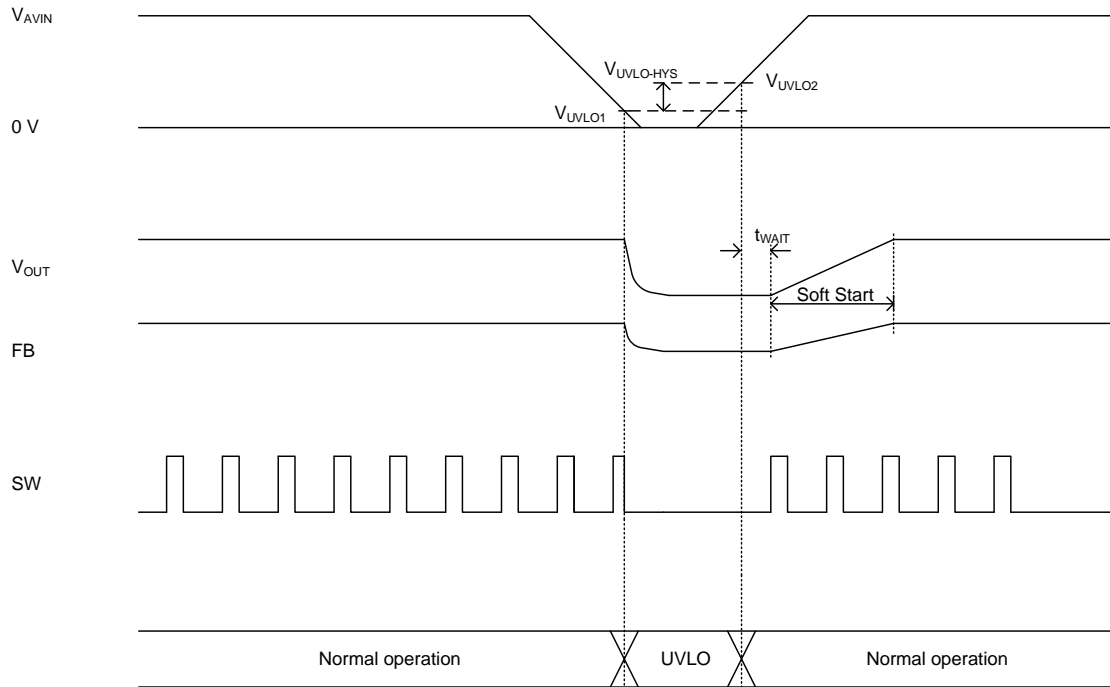 VAVIN
VUVLO-HYS
VUVLO2
VUVLO1
0 V
tWAIT
VOUT
Soft Start
FB
SW
Normal operation
UVLO
Normal operation